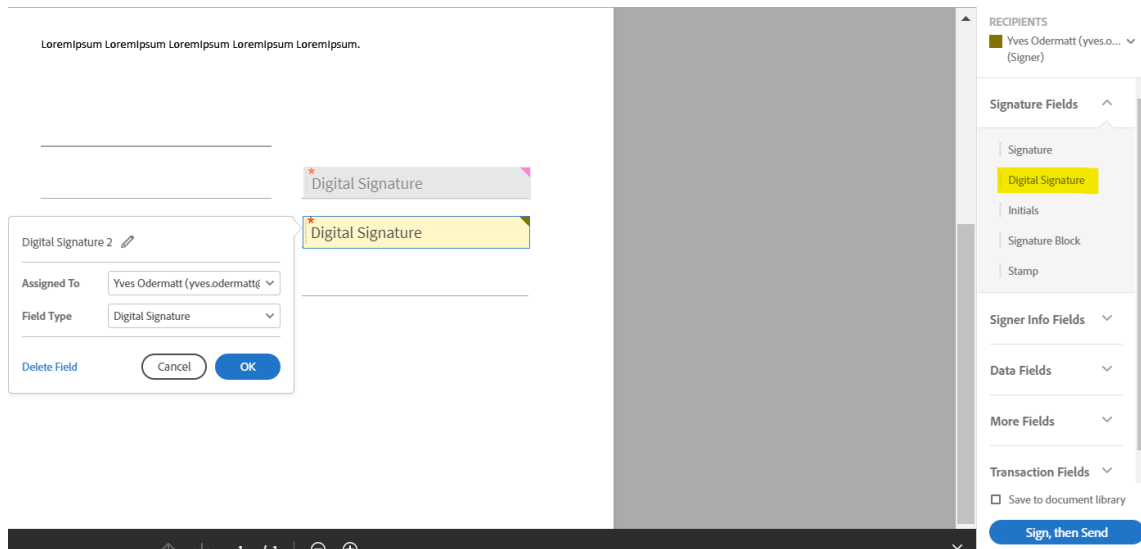 LoremIpsum LoremIpsum LoremIpsum LoremIpsum LoremIpsum.
* Digital Signature
* Digital Signature
Digital Signature 2
Assigned To Yves Odermatt (yves.odermatt@
Field Type Digital Signature
Delete Field Cancel OK
RECIPIENTS
Yves Odermatt (yves.o...
(Signer)
Signature Fields
Signature
Digital Signature
Initials
Signature Block
Stamp
Signer Info Fields
Data Fields
More Fields
Transaction Fields
Save to document library
Sign, then Send